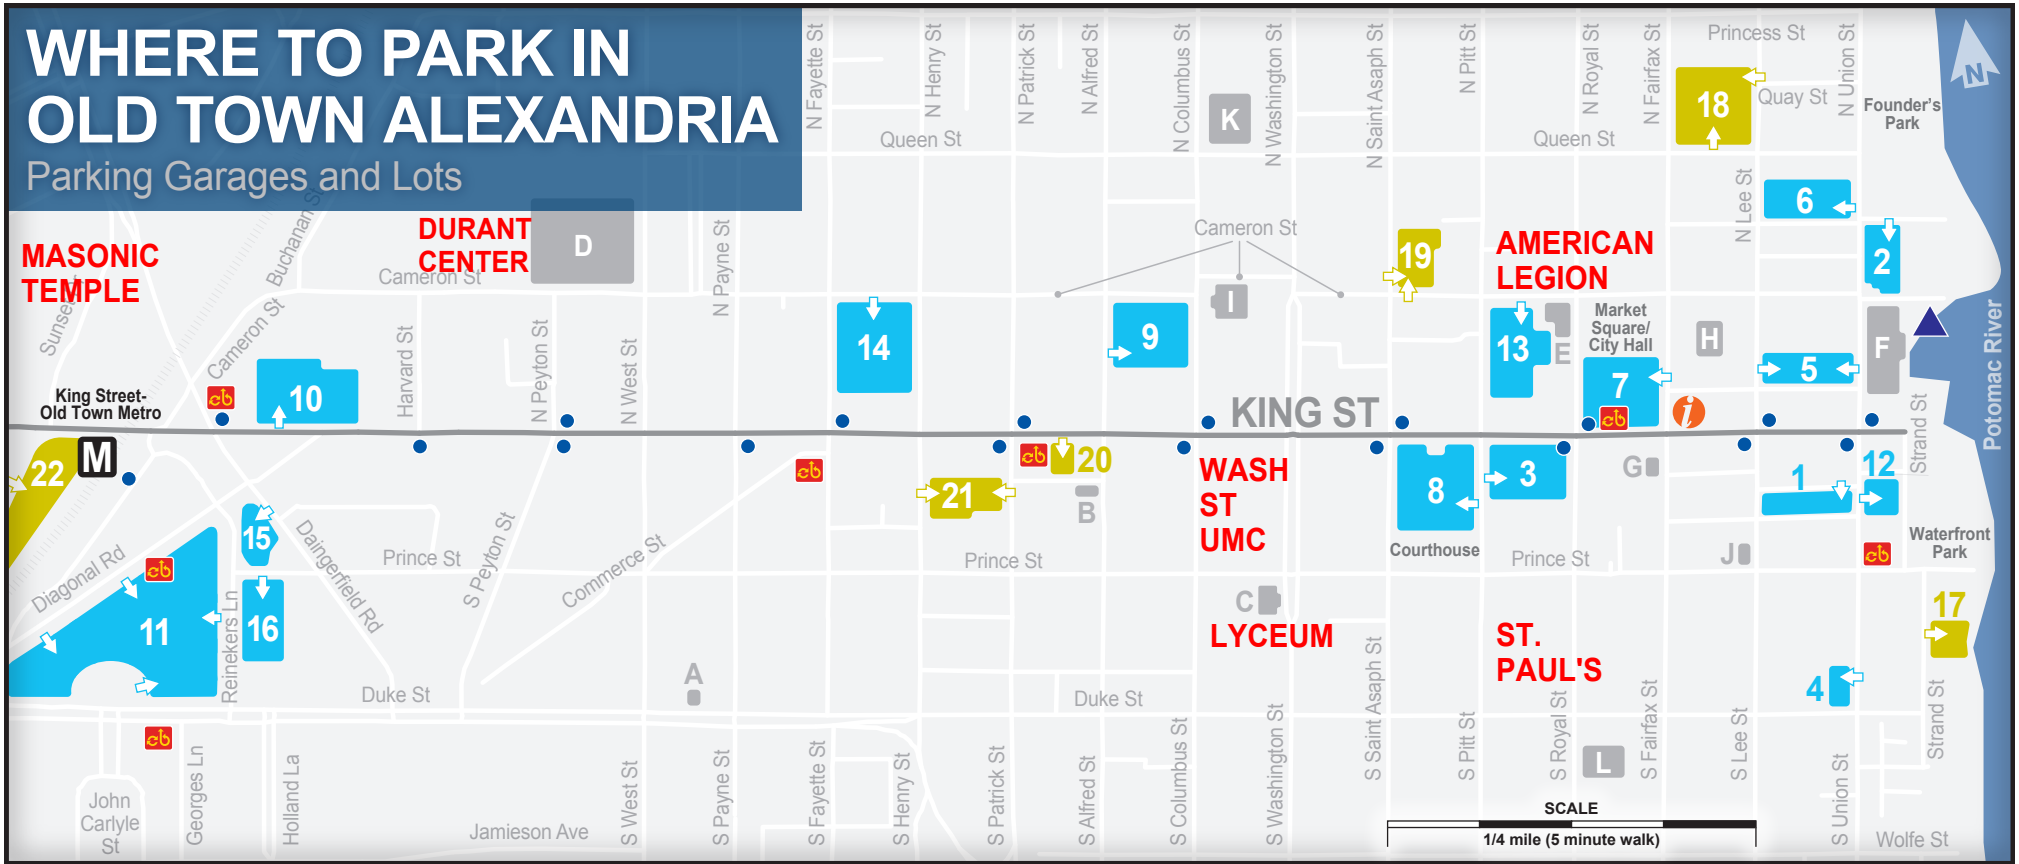 WHERE TO PARK IN
OLD TOWN ALEXANDRIA
Parking Garages and Lots
N Fayette St
N Henry St
N Patrick St
N Alfred St
N Columbus St
N Washington St
N Saint Asaph St
N Pitt St
N Royal St
N Fairfax St
Princess St
N Union St
N
K
18
Quay St
Founder's
Park
Queen St
Queen St
Buchanan St
N Lee St
6
MASONIC
TEMPLE
DURANT
CENTER
D
N Payne St
Cameron St
19
AMERICAN
LEGION
2
Cameron St
Sunset
Cameron St
I
Market
Square/
City Hall
Potomac River
14
9
13
E
H
F
Harvard St
N Peyton St
N West St
5
7
King Street-
Old Town Metro
10
KING ST
i
Strand St
22
M
20
WASH
ST
UMC
G
1
12
21
B
8
3
15
Daingerfield Rd
S Peyton St
Commerce St
Prince St
Prince St
Courthouse
Prince St
J
Waterfront
Park
Diagonal Rd
11
Reinekers Ln
16
C
LYCEUM
ST.
PAUL'S
17
A
S Saint Asaph St
4
Duke St
Duke St
S Royal St
S Fairfax St
S Lee St
Strand St
Georges Ln
Holland La
S West St
S Payne St
S Fayette St
S Henry St
S Patrick St
S Alfred St
S Columbus St
S Washington St
S Pitt St
L
S Union St
John
Carlyle
St
Jamieson Ave
SCALE
1/4 mile (5 minute walk)
Wolfe St